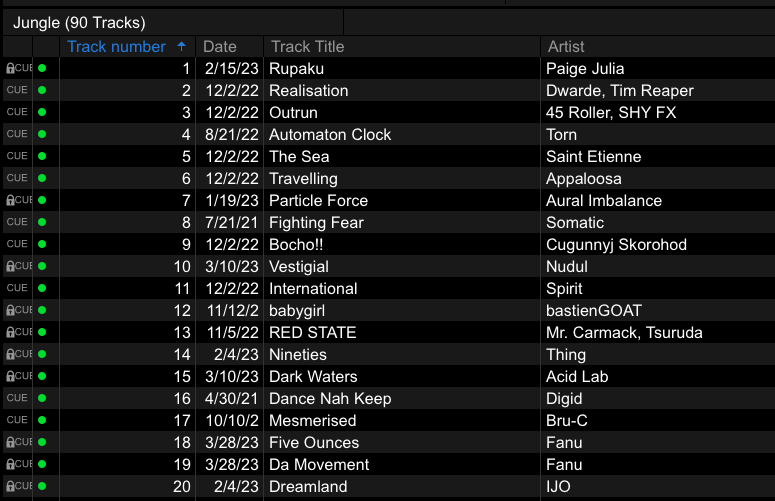 Jungle (90 Tracks)
Track number Date Track Title Artist
CUE 1 2/15/23 Rupaku Paige Julia
CUE 2 12/2/22 Realisation Dwarde, Tim Reaper
CUE 3 12/2/22 Outrun 45 Roller, SHY FX
CUE 4 8/21/22 Automaton Clock Torn
CUE 5 12/2/22 The Sea Saint Etienne
CUE 6 12/2/22 Travelling Appaloosa
CUE 7 1/19/23 Particle Force Aural Imbalance
CUE 8 7/21/21 Fighting Fear Somatic
CUE 9 12/2/22 Bocho!! Cugunnyj Skorohod
CUE 10 3/10/23 Vestigial Nudul
CUE 11 12/2/22 International Spirit
CUE 12 11/12/2 babygirl bastienGOAT
CUE 13 11/5/22 RED STATE Mr. Carmack, Tsuruda
CUE 14 2/4/23 Nineties Thing
CUE 15 3/10/23 Dark Waters Acid Lab
CUE 16 4/30/21 Dance Nah Keep Digid
CUE 17 10/10/2 Mesmerised Bru-C
CUE 18 3/28/23 Five Ounces Fanu
CUE 19 3/28/23 Da Movement Fanu
CUE 20 2/4/23 Dreamland IJO